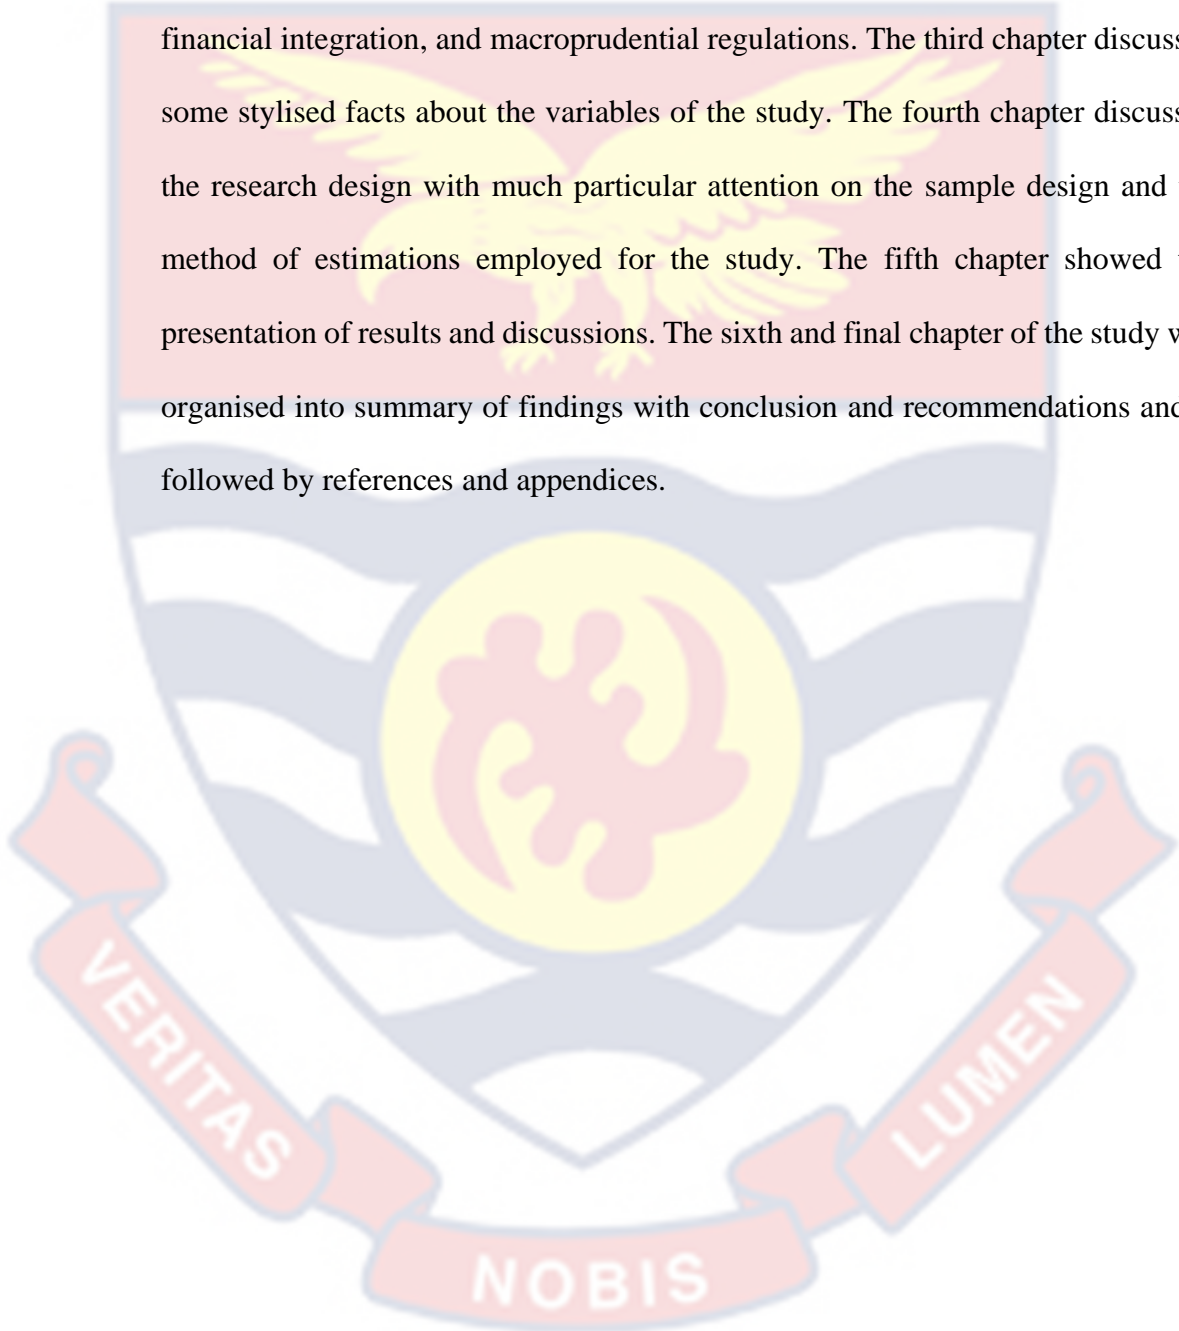 financial integration, and macroprudential regulations. The third chapter discuss
some stylised facts about the variables of the study. The fourth chapter discuss
the research design with much particular attention on the sample design and
method of estimations employed for the study. The fifth chapter showed
presentation of results and discussions. The sixth and final chapter of the study
organised into summary of findings with conclusion and recommendations and
followed by references and appendices.
VERITAS
NOBIS
LUMEN